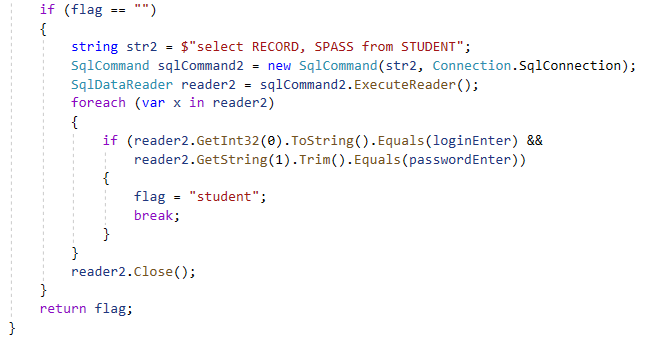 if (flag == "")
{
string str2 = $"select RECORD, SPASS from STUDENT";
SqlCommand sqlCommand2 = new SqlCommand(str2, Connection.SqlConnection);
SqlDataReader reader2 = sqlCommand2.ExecuteReader();
foreach (var x in reader2)
{
if (reader2.GetInt32(0).ToString().Equals(loginEnter) &&
reader2.GetString(1).Trim().Equals(passwordEnter))
{
flag = "student";
break;
}
}
reader2.Close();
}
return flag;
}